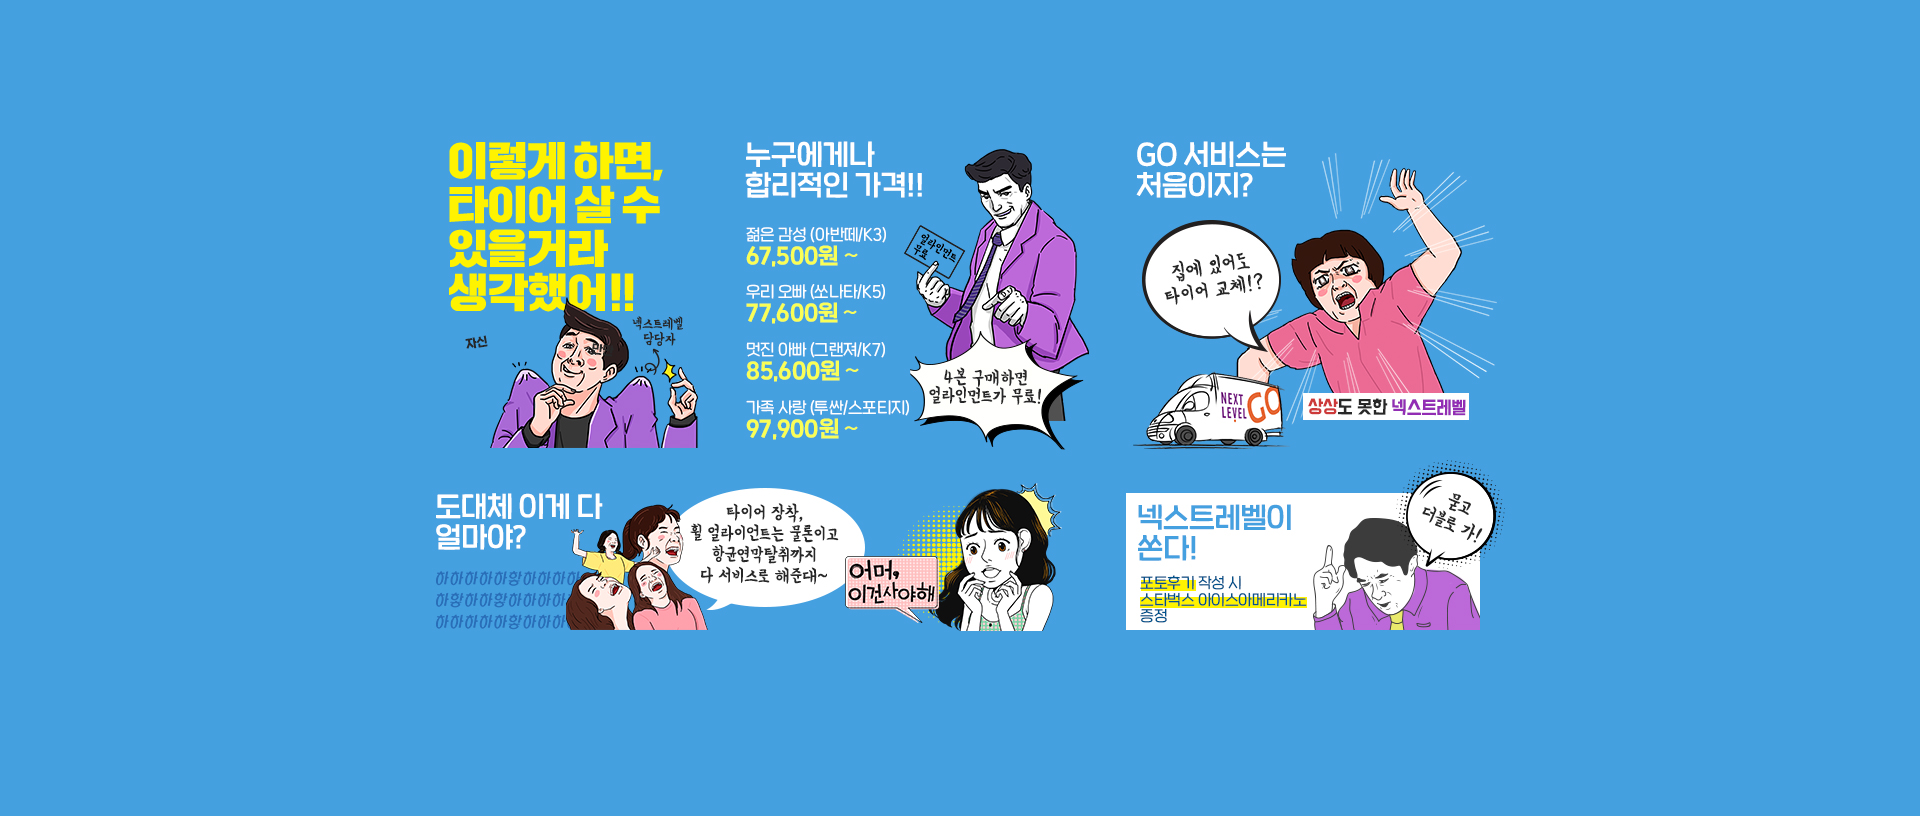 이렇게 하면,
타이어 살 수
있을거라
생각했어!!
자신
넥스트레벨
담당자
누구에게나
합리적인 가격!!
젊은 감성 (아반떼/K3)
67,500원 ~
우리 오빠 (쏘나타/K5)
77,600원 ~
멋진 아빠 (그랜져/K7)
85,600원 ~
가족 사랑 (투싼/스포티지)
97,900원 ~
얼라인먼트
무료
4본 구매하면
얼라인먼트가 무료!
GO 서비스는
처음이지?
집에 있어도
타이어 교체!?
NEXT
LEVEL
GO
상상도 못한 넥스트레벨
도대체 이게 다
얼마야?
하하하하하항하하하하
하항하하항하하하하
하하하하하항하하하
타이어 장착,
휠 얼라이언트는 물론이고
항균연막탈취까지
다 서비스로 해준대~
어머,
이건사야해
넥스트레벨이
쏜다!
포토후기 작성 시
스타벅스 아이스아메리카노
증정
묻고
더블로 가!